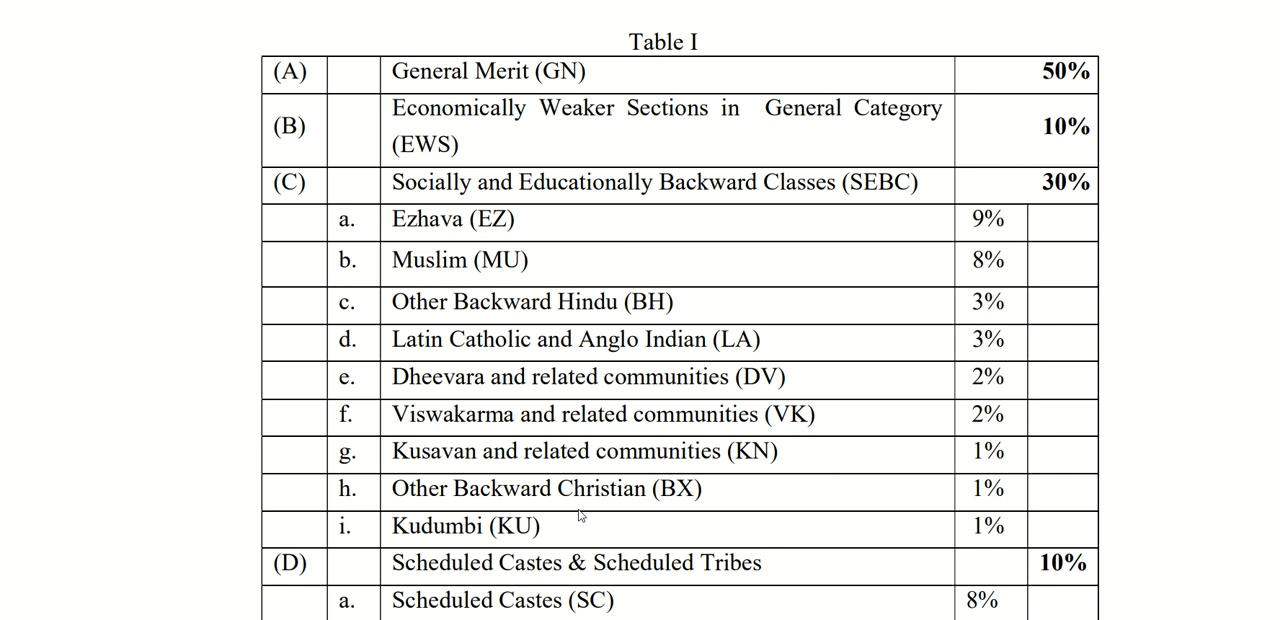 Table I
(A) General Merit (GN) 50%
(B) Economically Weaker Sections in General Category
(EWS) 10%
(C) Socially and Educationally Backward Classes (SEBC) 30%
a. Ezhava (EZ) 9%
b. Muslim (MU) 8%
c. Other Backward Hindu (BH) 3%
d. Latin Catholic and Anglo Indian (LA) 3%
e. Dheevara and related communities (DV) 2%
f. Viswakarma and related communities (VK) 2%
g. Kusavan and related communities (KN) 1%
h. Other Backward Christian (BX) 1%
i. Kudumbi (KU) 1%
(D) Scheduled Castes & Scheduled Tribes 10%
a. Scheduled Castes (SC) 8%